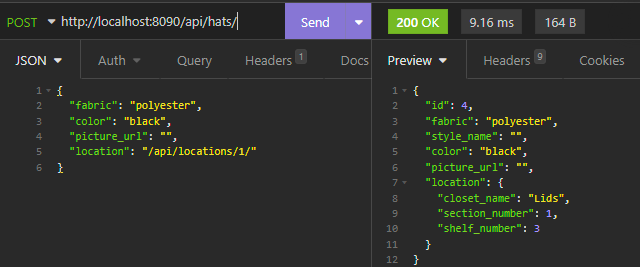 POST http://localhost:8090/api/hats/ Send 200 OK 9.16 ms 164 B
JSON Auth Query Headers 1 Docs
1 {
2 "fabric": "polyester",
3 "color": "black",
4 "picture_url": "",
5 "location": "/api/locations/1/"
6 }
Preview Headers 9 Cookies
1 {
2 "id": 4,
3 "fabric": "polyester",
4 "style_name": "",
5 "color": "black",
6 "picture_url": "",
7 "location": {
8 "closet_name": "Lids",
9 "section_number": 1,
10 "shelf_number": 3
11 }
12 }